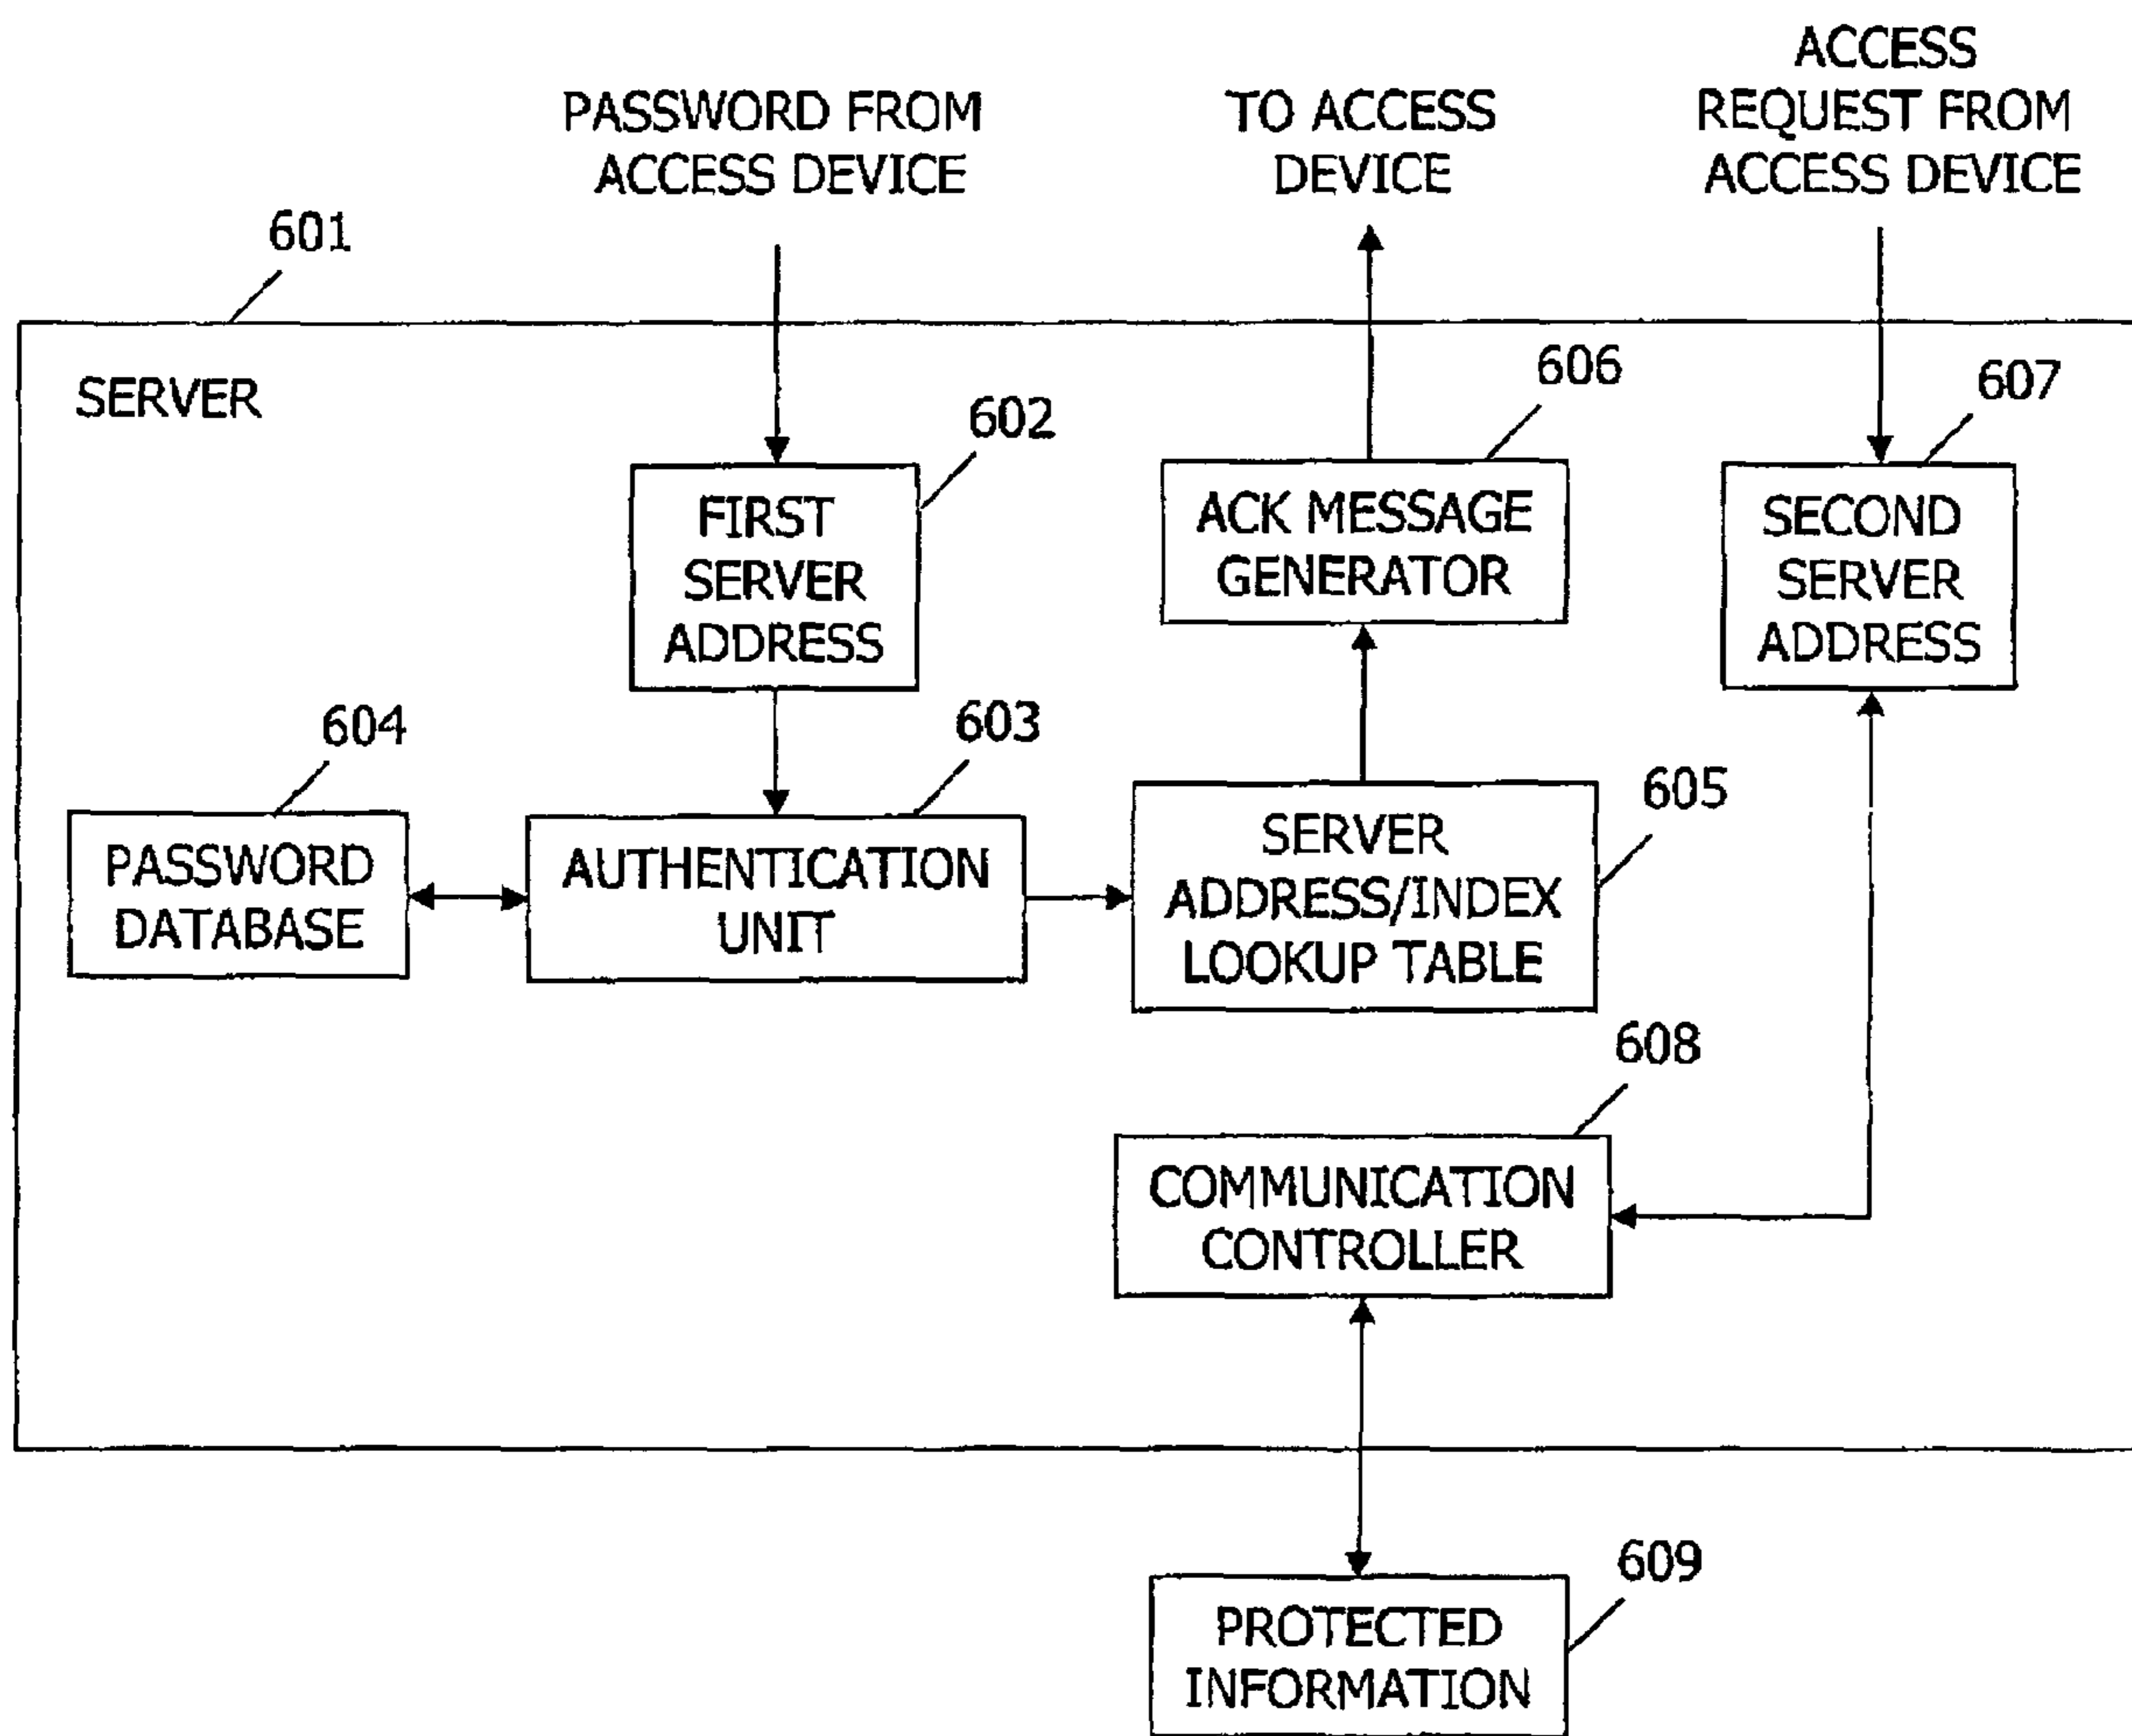 PASSWORD FROM
ACCESS DEVICE
TO ACCESS
DEVICE
ACCESS
REQUEST FROM
ACCESS DEVICE
601
SERVER
602
FIRST
SERVER
ADDRESS
606
ACK MESSAGE
GENERATOR
607
SECOND
SERVER
ADDRESS
604
PASSWORD
DATABASE
603
AUTHENTICATION
UNIT
605
SERVER
ADDRESS/INDEX
LOOKUP TABLE
608
COMMUNICATION
CONTROLLER
609
PROTECTED
INFORMATION